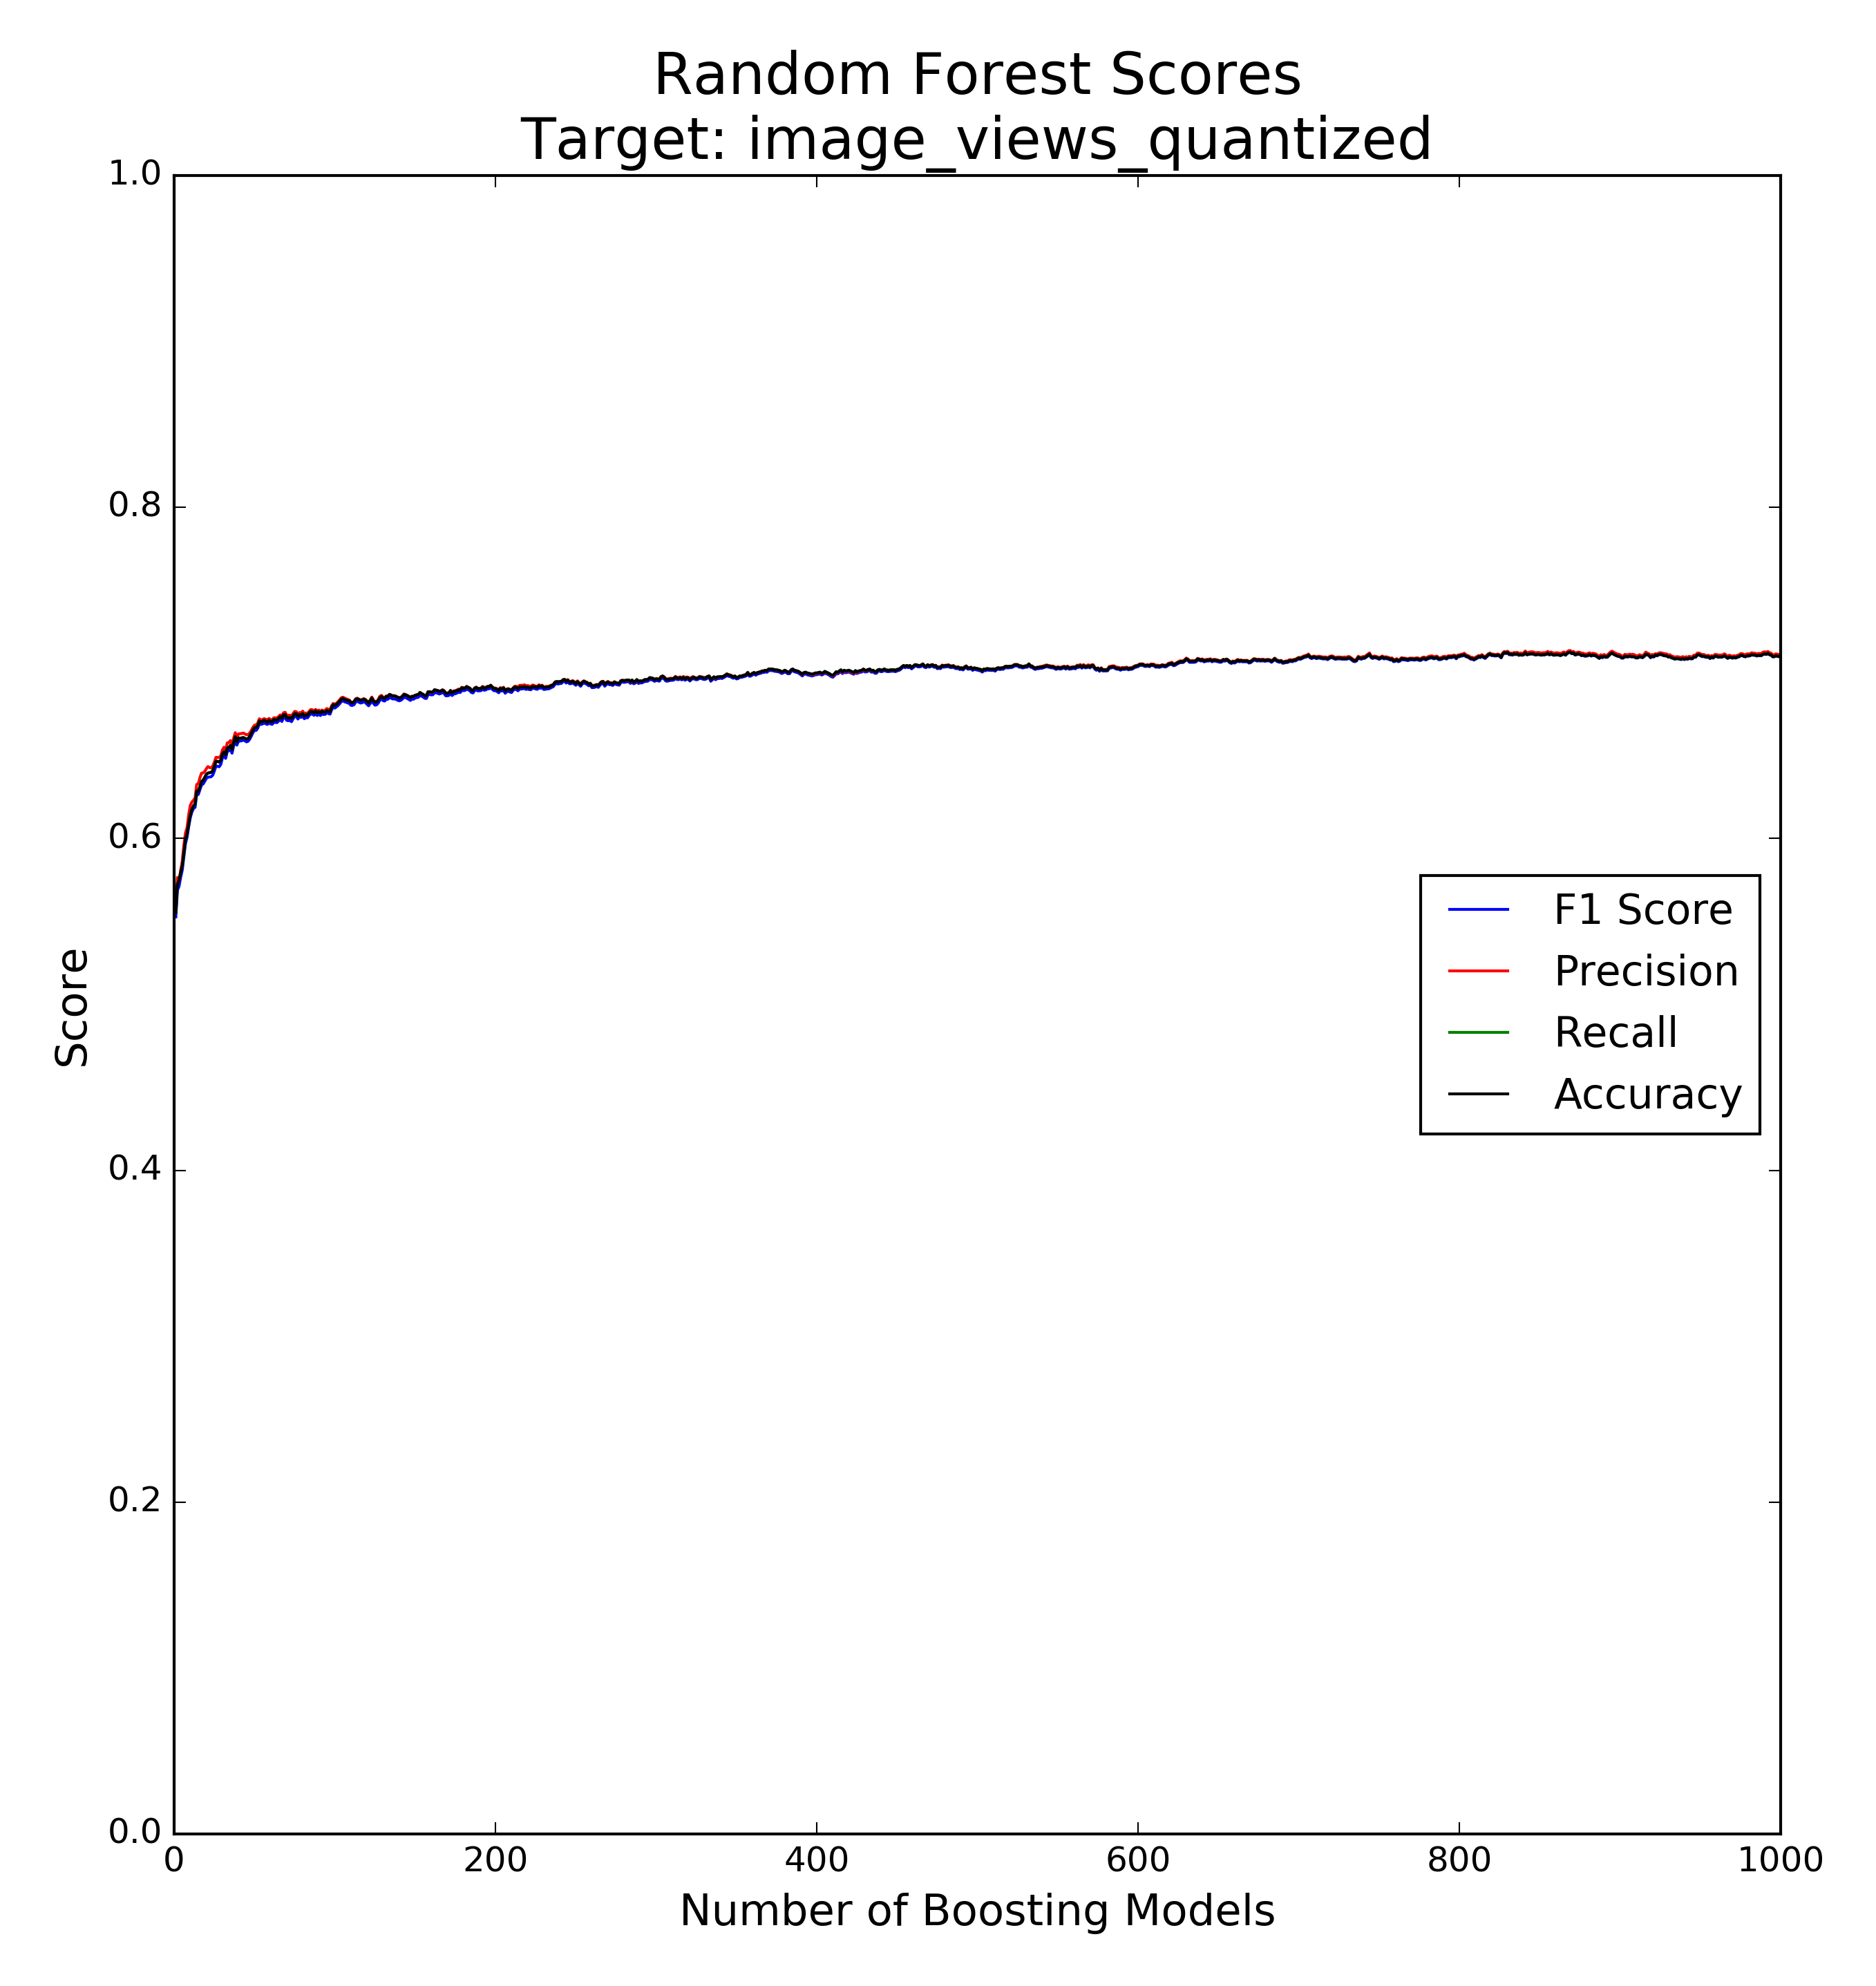 Random Forest Scores
Target: image_views_quantized
1.0
0.8
0.6
0.4
0.2
0.0
Score
F1 Score
Precision
Recall
Accuracy
0 200 400 600 800 1000
Number of Boosting Models